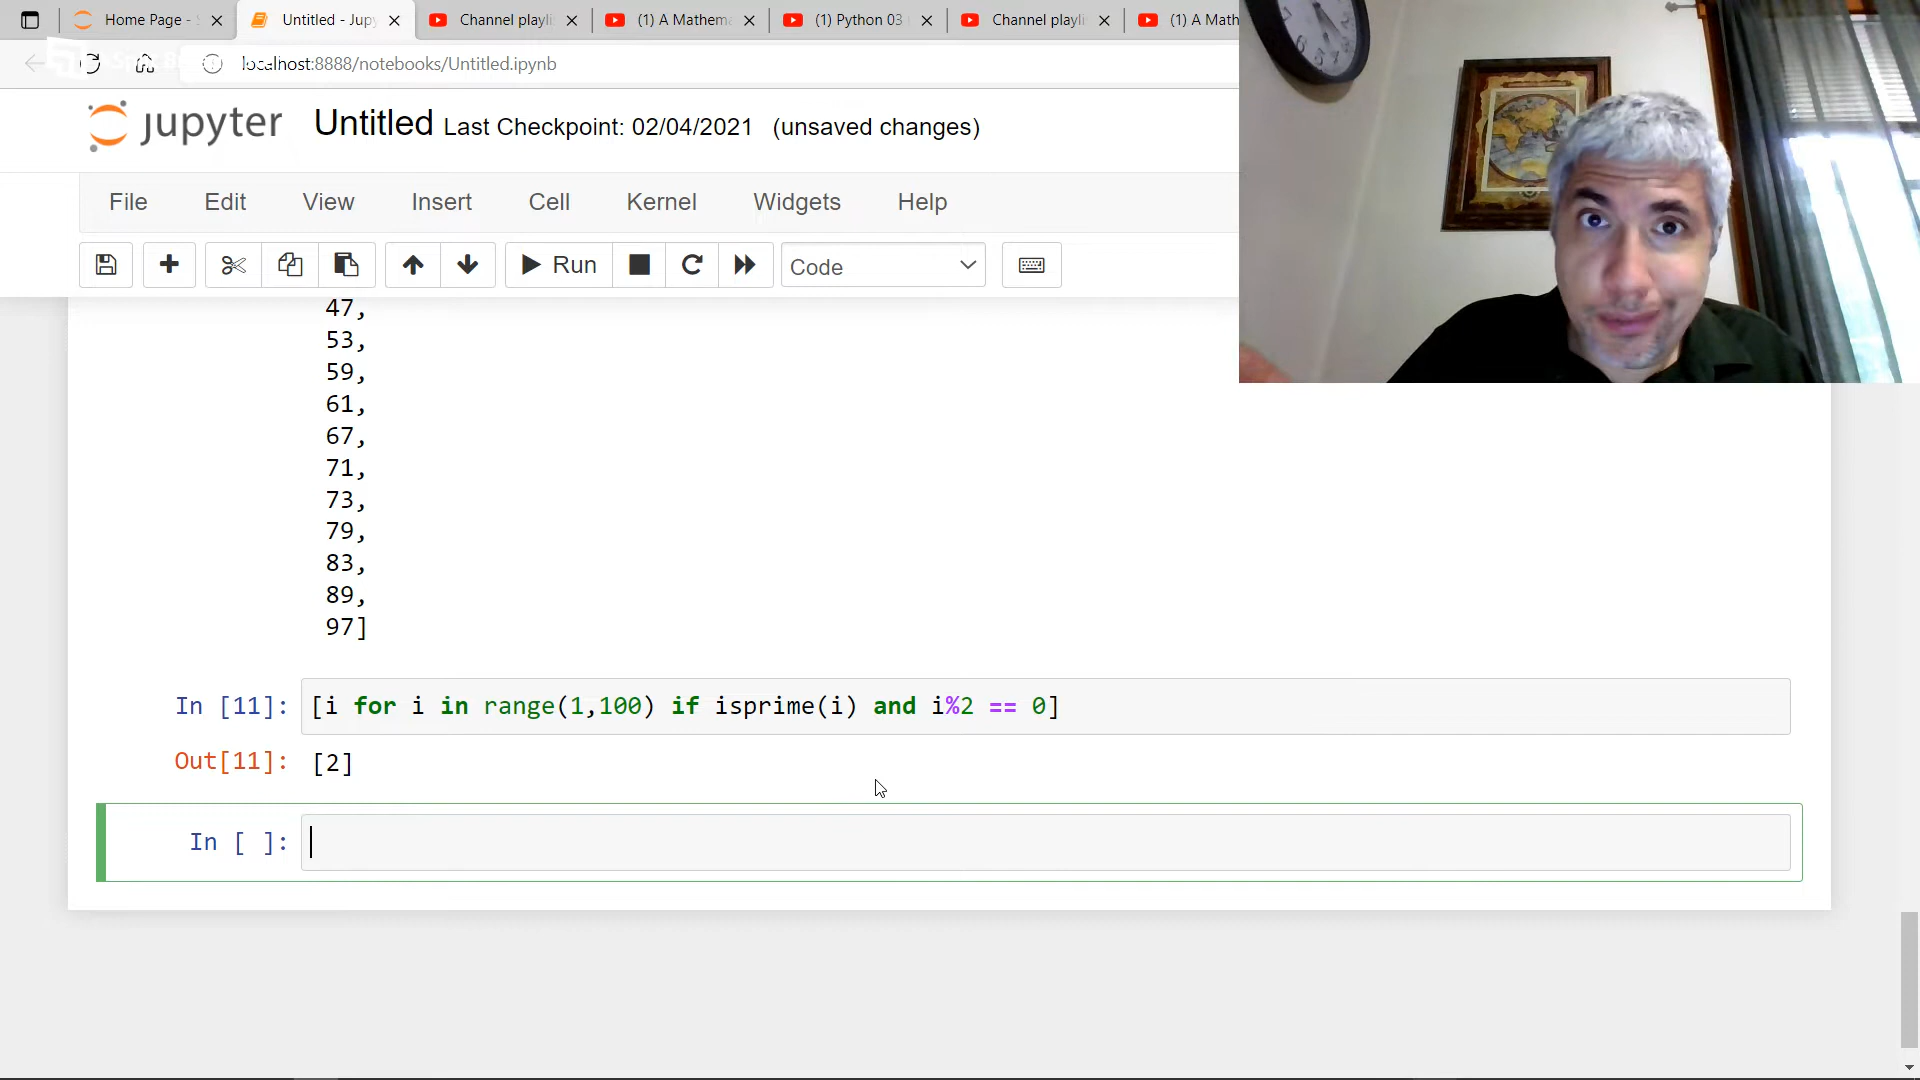 Home Page - S
Untitled - Jup
Channel playli
(1) A Mathema
(1) Python 03
Channel playli
(1) A Math
localhost:8888/notebooks/Untitled.ipynb
jupyter Untitled Last Checkpoint: 02/04/2021 (unsaved changes)
File Edit View Insert Cell Kernel Widgets Help
Run Code
47,
53,
59,
61,
67,
71,
73,
79,
83,
89,
97]
In [11]: [i for i in range(1,100) if isprime(i) and i%2 == 0]
Out[11]: [2]
In [ ]: